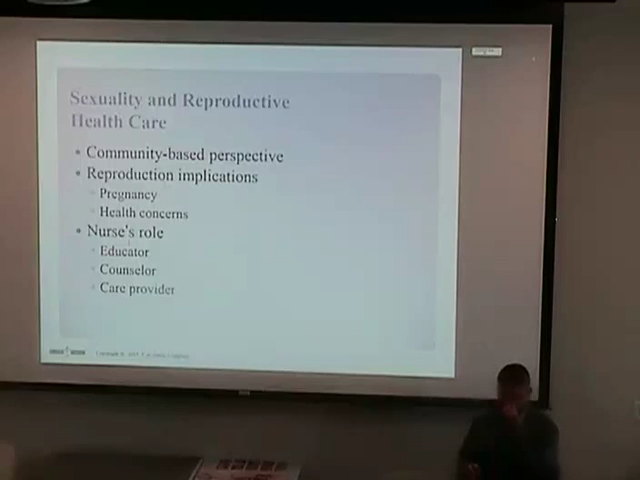 Sexuality and Reproductive
Health Care
• Community-based perspective
• Reproduction implications
Pregnancy
Health concerns
• Nurse's role
Educator
Counselor
Care provider
Copyright ©